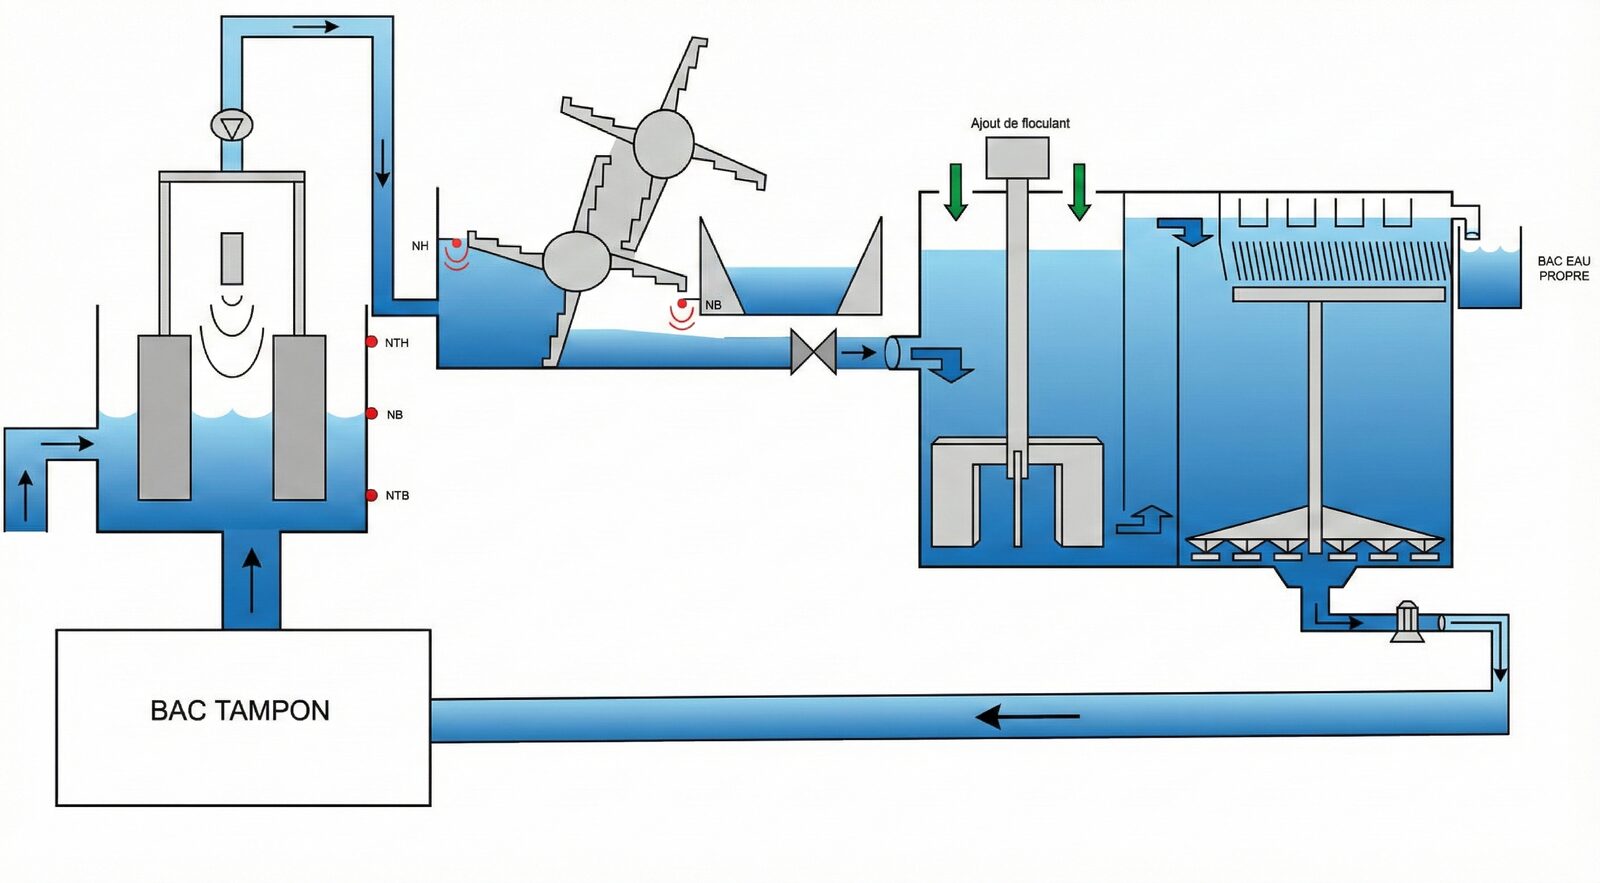 Ajout de floculant
NH
NB
BAC EAU
PROPRE
NTH
NB
NTB
BAC TAMPON